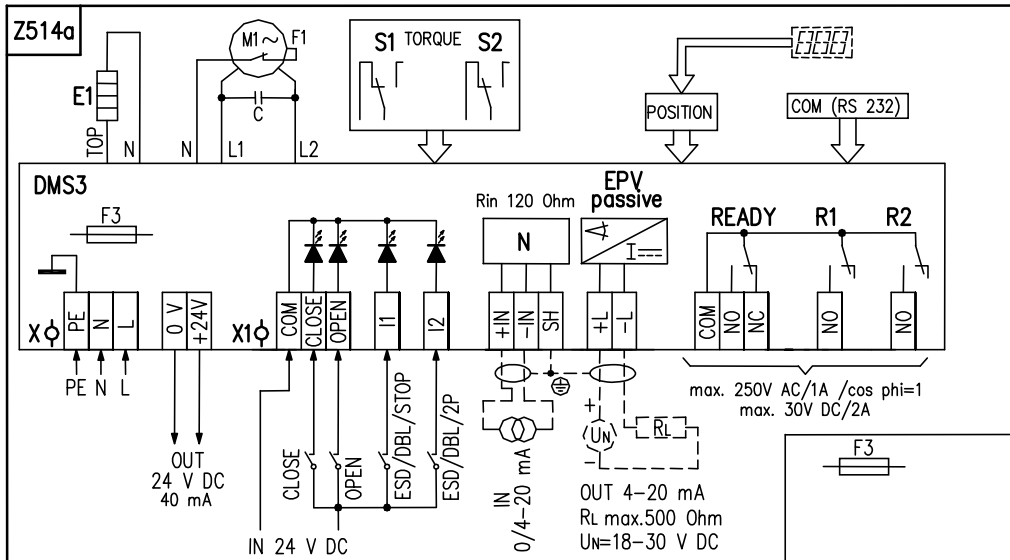 Z514a
E1
TOP
N
M1~
F1
C
N
L1
L2
S1 TORQUE S2
POSITION
COM (RS 232)
DMS3
F3
Rin 120 Ohm
N
EPV
passive
I
READY
R1
R2
X
PE
N
L
0 V
+24V
X1
COM
CLOSE
OPEN
I1
I2
+IN
-IN
SH
+L
-L
COM
NO
NC
NO
NO
PE N L
OUT
24 V DC
40 mA
IN 24 V DC
CLOSE
OPEN
ESD/DBL/STOP
ESD/DBL/2P
IN
0/4-20 mA
+
UN
-
RL
OUT 4-20 mA
RL max.500 Ohm
UN=18-30 V DC
max. 250V AC/1A /cos phi=1
max. 30V DC/2A
F3